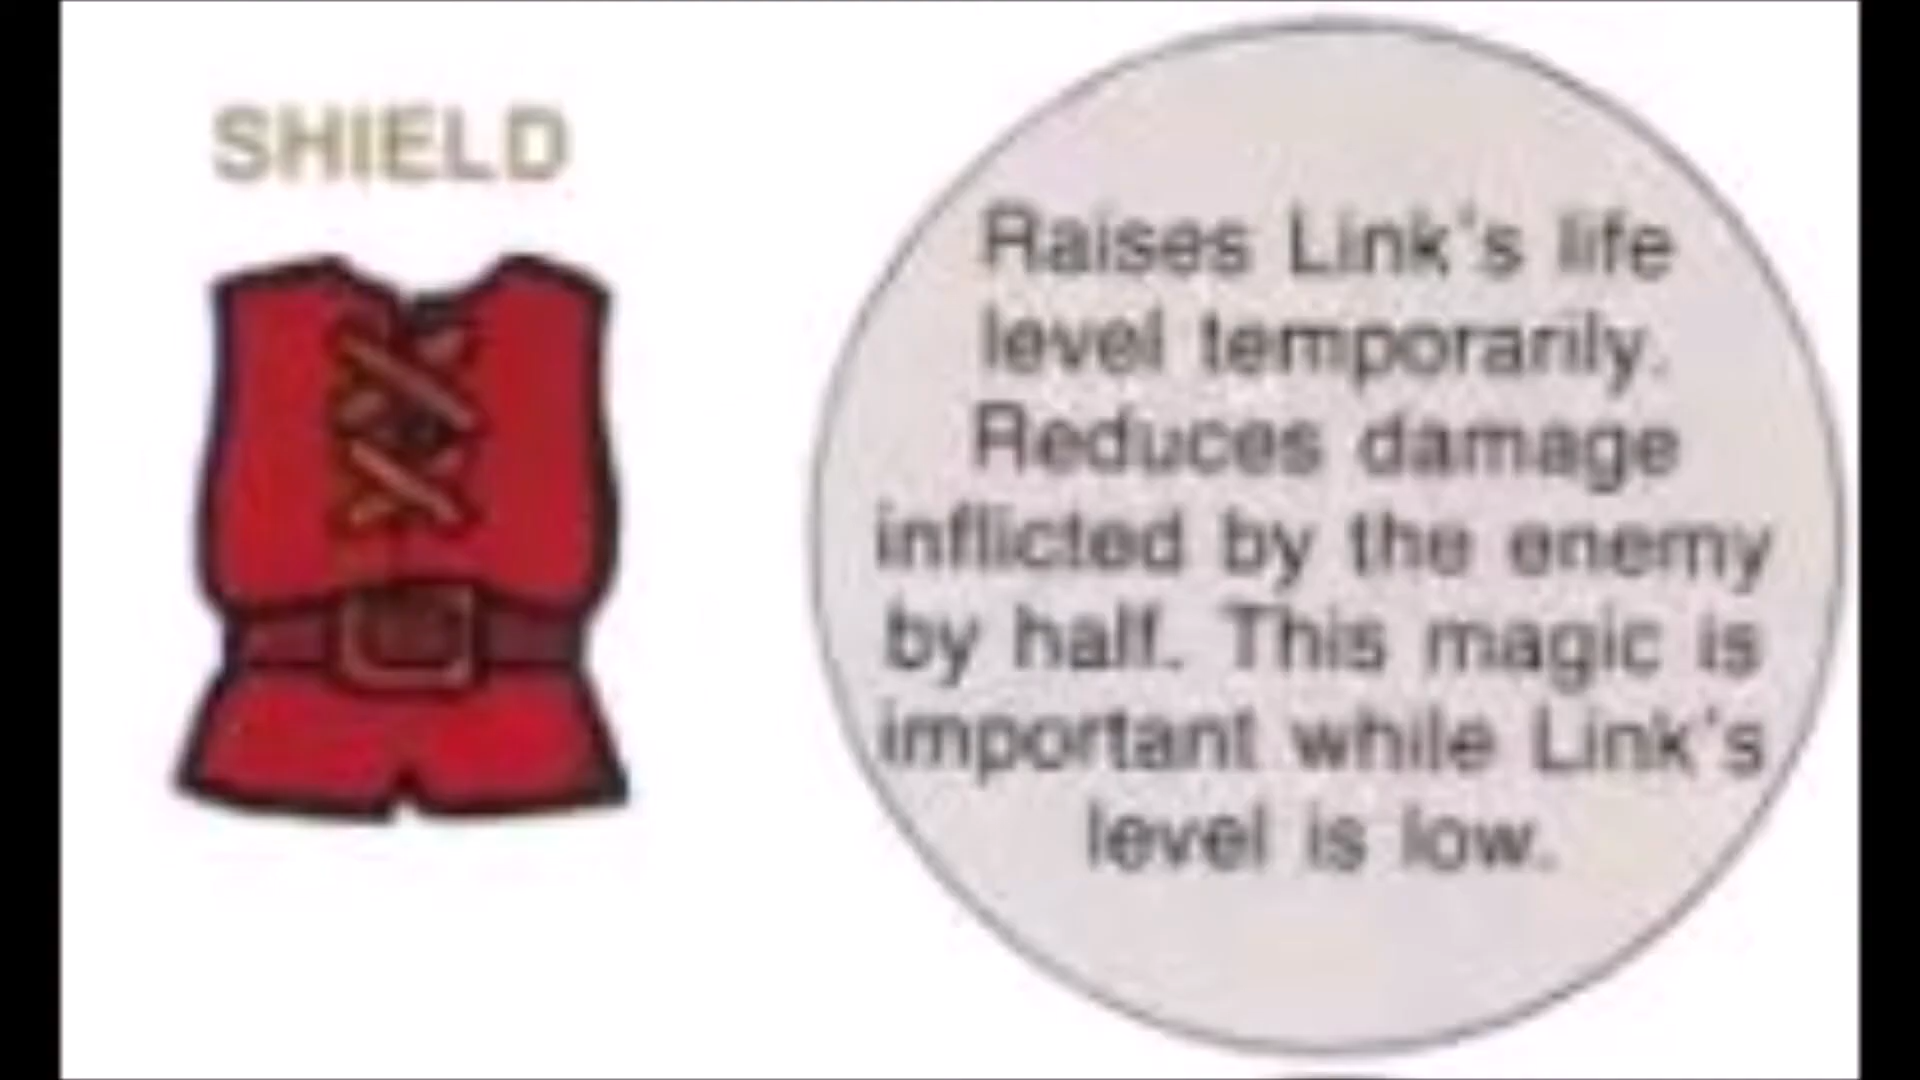 SHIELD
Raises Link's life
level temporarily.
Reduces damage
inflicted by the enemy
by half. This magic is
important while Link's
level is low.